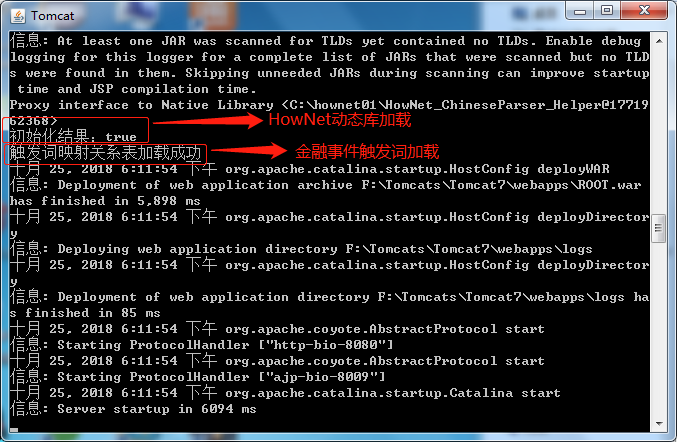 Tomcat
信息: At least one JAR was scanned for TLDs yet contained no TLDs. Enable debug
logging for this logger for a complete list of JARs that were scanned but no TLD
s were found in them. Skipping unneeded JARs during scanning can improve startup
time and JSP compilation time.
Proxy interface to Native Library <C:\hownet01\HowNet_ChineseParser_Helper@17719
62368>
HowNet动态库加载
初始化结果：true
触发词映射关系表加载成功
金融事件触发词加载
十月 25, 2018 6:11:54 下午 org.apache.catalina.startup.HostConfig deployWAR
信息: Deployment of web application archive F:\Tomcats\Tomcat7\webapps\ROOT.war
has finished in 5,898 ms
十月 25, 2018 6:11:54 下午 org.apache.catalina.startup.HostConfig deployDirector
y
信息: Deploying web application directory F:\Tomcats\Tomcat7\webapps\logs
十月 25, 2018 6:11:54 下午 org.apache.catalina.startup.HostConfig deployDirector
y
信息: Deployment of web application directory F:\Tomcats\Tomcat7\webapps\logs ha
s finished in 85 ms
十月 25, 2018 6:11:54 下午 org.apache.coyote.AbstractProtocol start
信息: Starting ProtocolHandler ["http-bio-8080"]
十月 25, 2018 6:11:54 下午 org.apache.coyote.AbstractProtocol start
信息: Starting ProtocolHandler ["ajp-bio-8009"]
十月 25, 2018 6:11:54 下午 org.apache.catalina.startup.Catalina start
信息: Server startup in 6094 ms